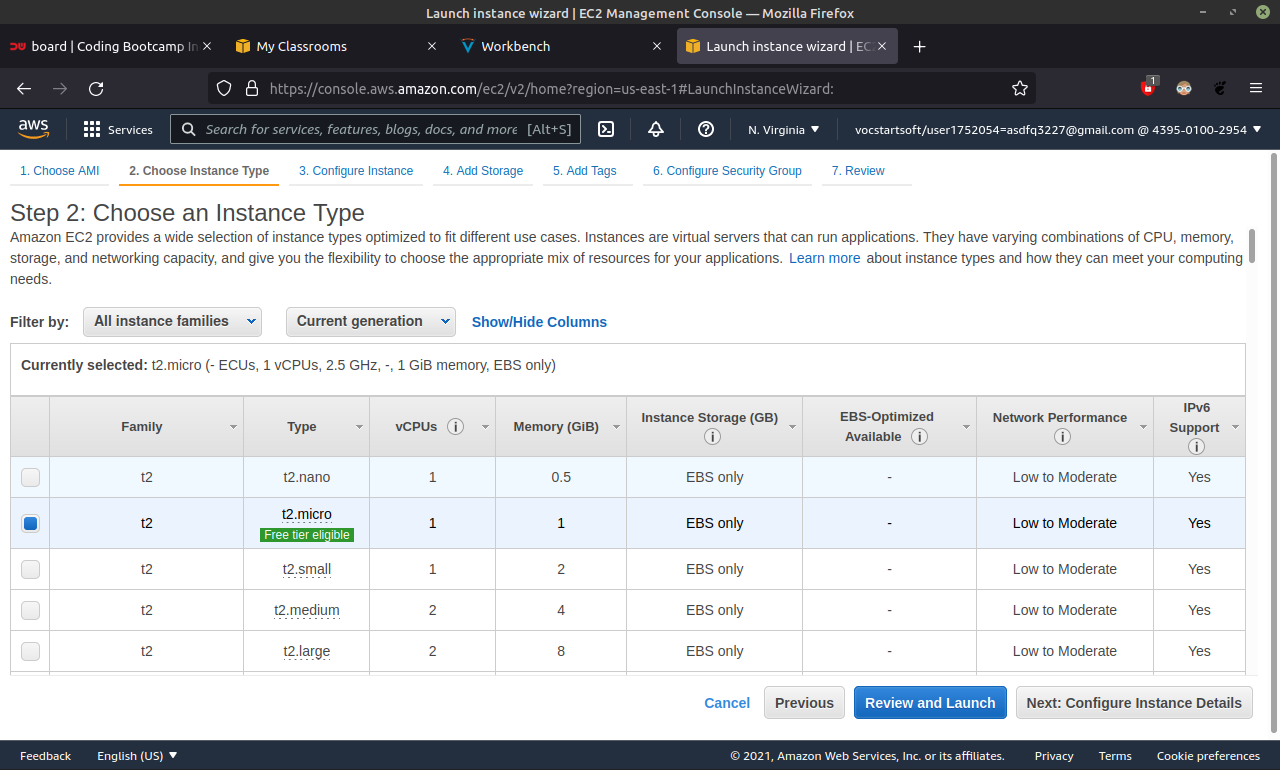 Launch instance wizard | EC2 Management Console — Mozilla Firefox
board | Coding Bootcamp In
My Classrooms
Workbench
Launch instance wizard | EC
1
https://console.aws.amazon.com/ec2/v2/home?region=us-east-1#LaunchInstanceWizard:
aws
Services
Search for services, features, blogs, docs, and more [Alt+S]
N. Virginia
vocstartsoft/user1752054=asdfq3227@gmail.com @ 4395-0100-2954
1. Choose AMI 2. Choose Instance Type 3. Configure Instance 4. Add Storage 5. Add Tags 6. Configure Security Group 7. Review
Step 2: Choose an Instance Type
Amazon EC2 provides a wide selection of instance types optimized to fit different use cases. Instances are virtual servers that can run applications. They have varying combinations of CPU, memory,
storage, and networking capacity, and give you the flexibility to choose the appropriate mix of resources for your applications. Learn more about instance types and how they can meet your computing
needs.
Filter by: All instance families Current generation Show/Hide Columns
Currently selected: t2.micro (- ECUs, 1 vCPUs, 2.5 GHz, -, 1 GiB memory, EBS only)
Family Type vCPUs Memory (GiB) Instance Storage (GB) EBS-Optimized Available Network Performance IPv6 Support
t2 t2.nano 1 0.5 EBS only - Low to Moderate Yes
t2 t2.micro 1 1 EBS only - Low to Moderate Yes
Free tier eligible
t2 t2.small 1 2 EBS only - Low to Moderate Yes
t2 t2.medium 2 4 EBS only - Low to Moderate Yes
t2 t2.large 2 8 EBS only - Low to Moderate Yes
Cancel Previous Review and Launch Next: Configure Instance Details
Feedback English (US) © 2021, Amazon Web Services, Inc. or its affiliates. Privacy Terms Cookie preferences